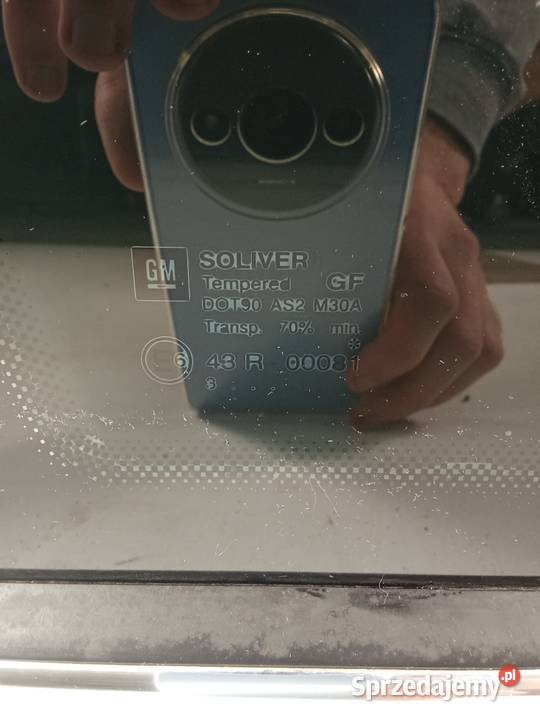 GM
SOLIVER
Tempered GF
DOT90 AS2 M30A
Transp. 70% min.
E6 43 R - 00081 *
3 . .. .
Sprzedajemy.pl